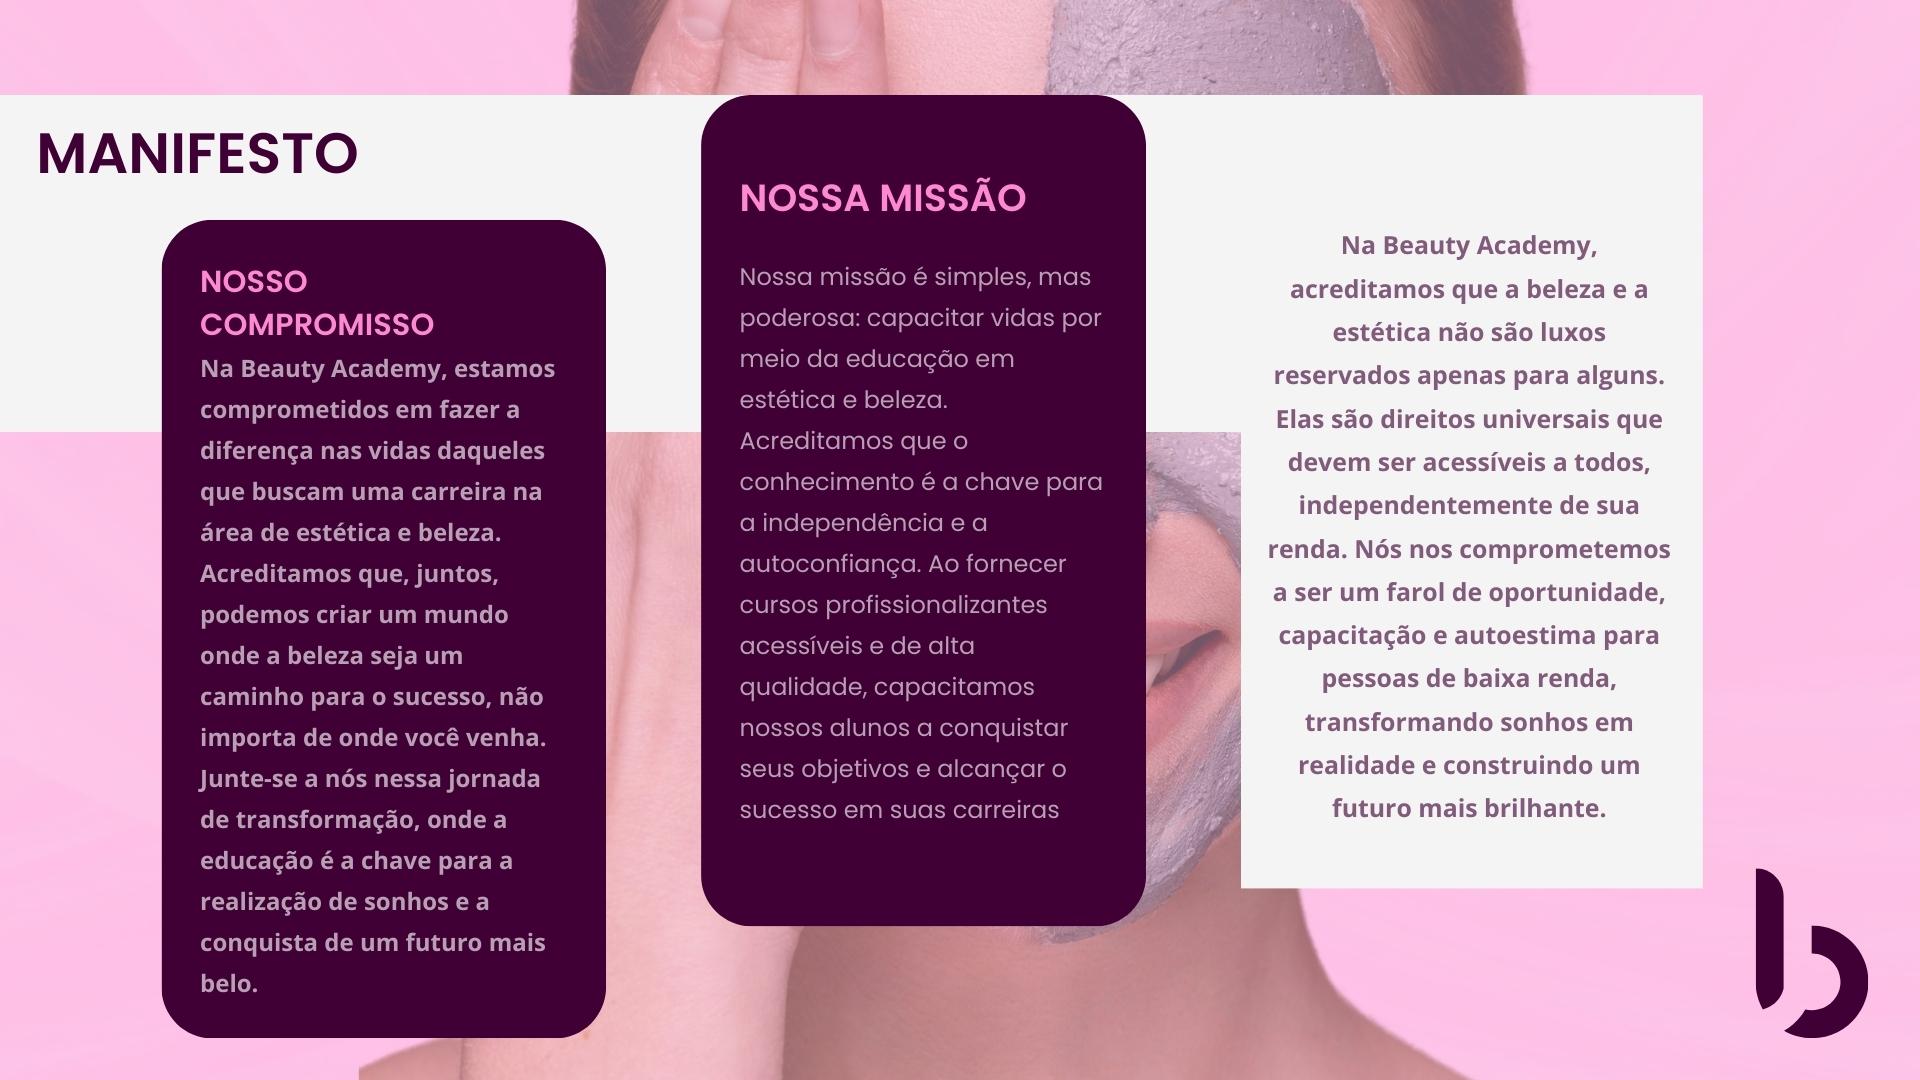 MANIFESTO
NOSSO
COMPROMISSO
Na Beauty Academy, estamos
comprometidos em fazer a
diferença nas vidas daqueles
que buscam uma carreira na
área de estética e beleza.
Acreditamos que, juntos,
podemos criar um mundo
onde a beleza seja um
caminho para o sucesso, não
importa de onde você venha.
Junte-se a nós nessa jornada
de transformação, onde a
educação é a chave para a
realização de sonhos e a
conquista de um futuro mais
belo.
NOSSA MISSÃO
Nossa missão é simples, mas
poderosa: capacitar vidas por
meio da educação em
estética e beleza.
Acreditamos que o
conhecimento é a chave para
a independência e a
autoconfiança. Ao fornecer
cursos profissionalizantes
acessíveis e de alta
qualidade, capacitamos
nossos alunos a conquistar
seus objetivos e alcançar o
sucesso em suas carreiras
Na Beauty Academy,
acreditamos que a beleza e a
estética não são luxos
reservados apenas para alguns.
Elas são direitos universais que
devem ser acessíveis a todos,
independentemente de sua
renda. Nós nos comprometemos
a ser um farol de oportunidade,
capacitação e autoestima para
pessoas de baixa renda,
transformando sonhos em
realidade e construindo um
futuro mais brilhante.
b